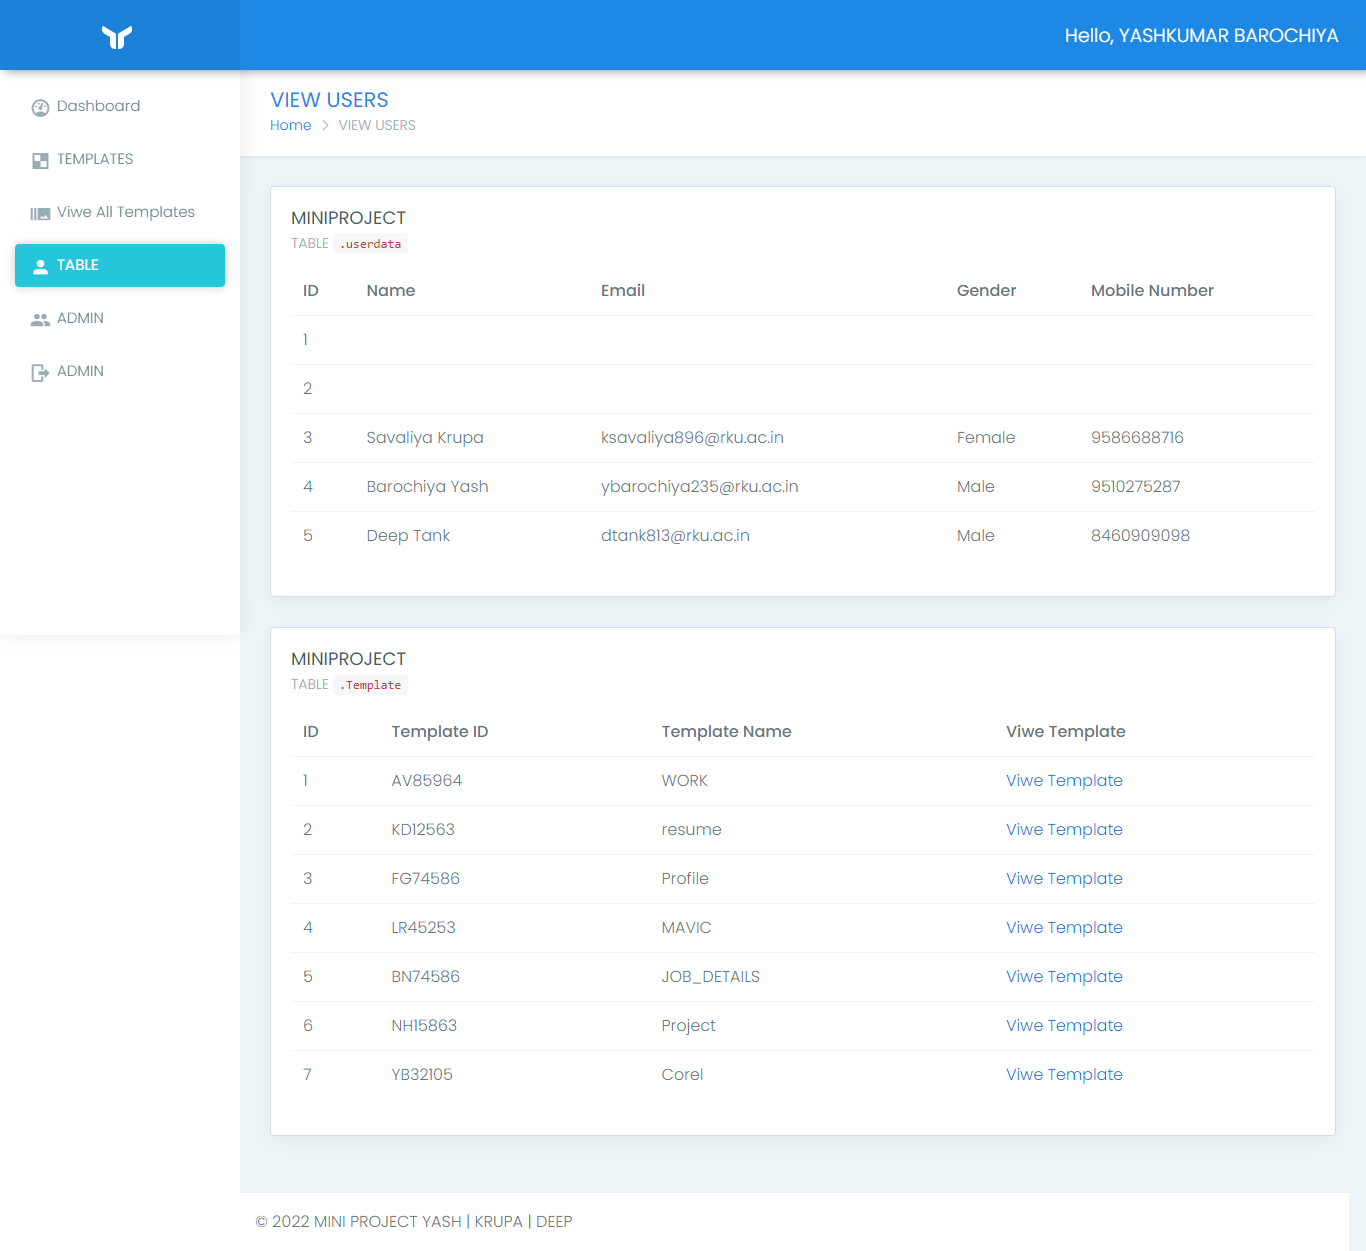 Hello, YASHKUMAR BAROCHIYA
Dashboard
TEMPLATES
Viwe All Templates
TABLE
ADMIN
ADMIN
VIEW USERS
Home > VIEW USERS
MINIPROJECT
TABLE .userdata
ID Name Email Gender Mobile Number
1
2
3 Savaliya Krupa ksavaliya896@rku.ac.in Female 9586688716
4 Barochiya Yash ybarochiya235@rku.ac.in Male 9510275287
5 Deep Tank dtank813@rku.ac.in Male 8460909098
MINIPROJECT
TABLE .Template
ID Template ID Template Name Viwe Template
1 AV85964 WORK Viwe Template
2 KD12563 resume Viwe Template
3 FG74586 Profile Viwe Template
4 LR45253 MAVIC Viwe Template
5 BN74586 JOB_DETAILS Viwe Template
6 NH15863 Project Viwe Template
7 YB32105 Corel Viwe Template
© 2022 MINI PROJECT YASH | KRUPA | DEEP